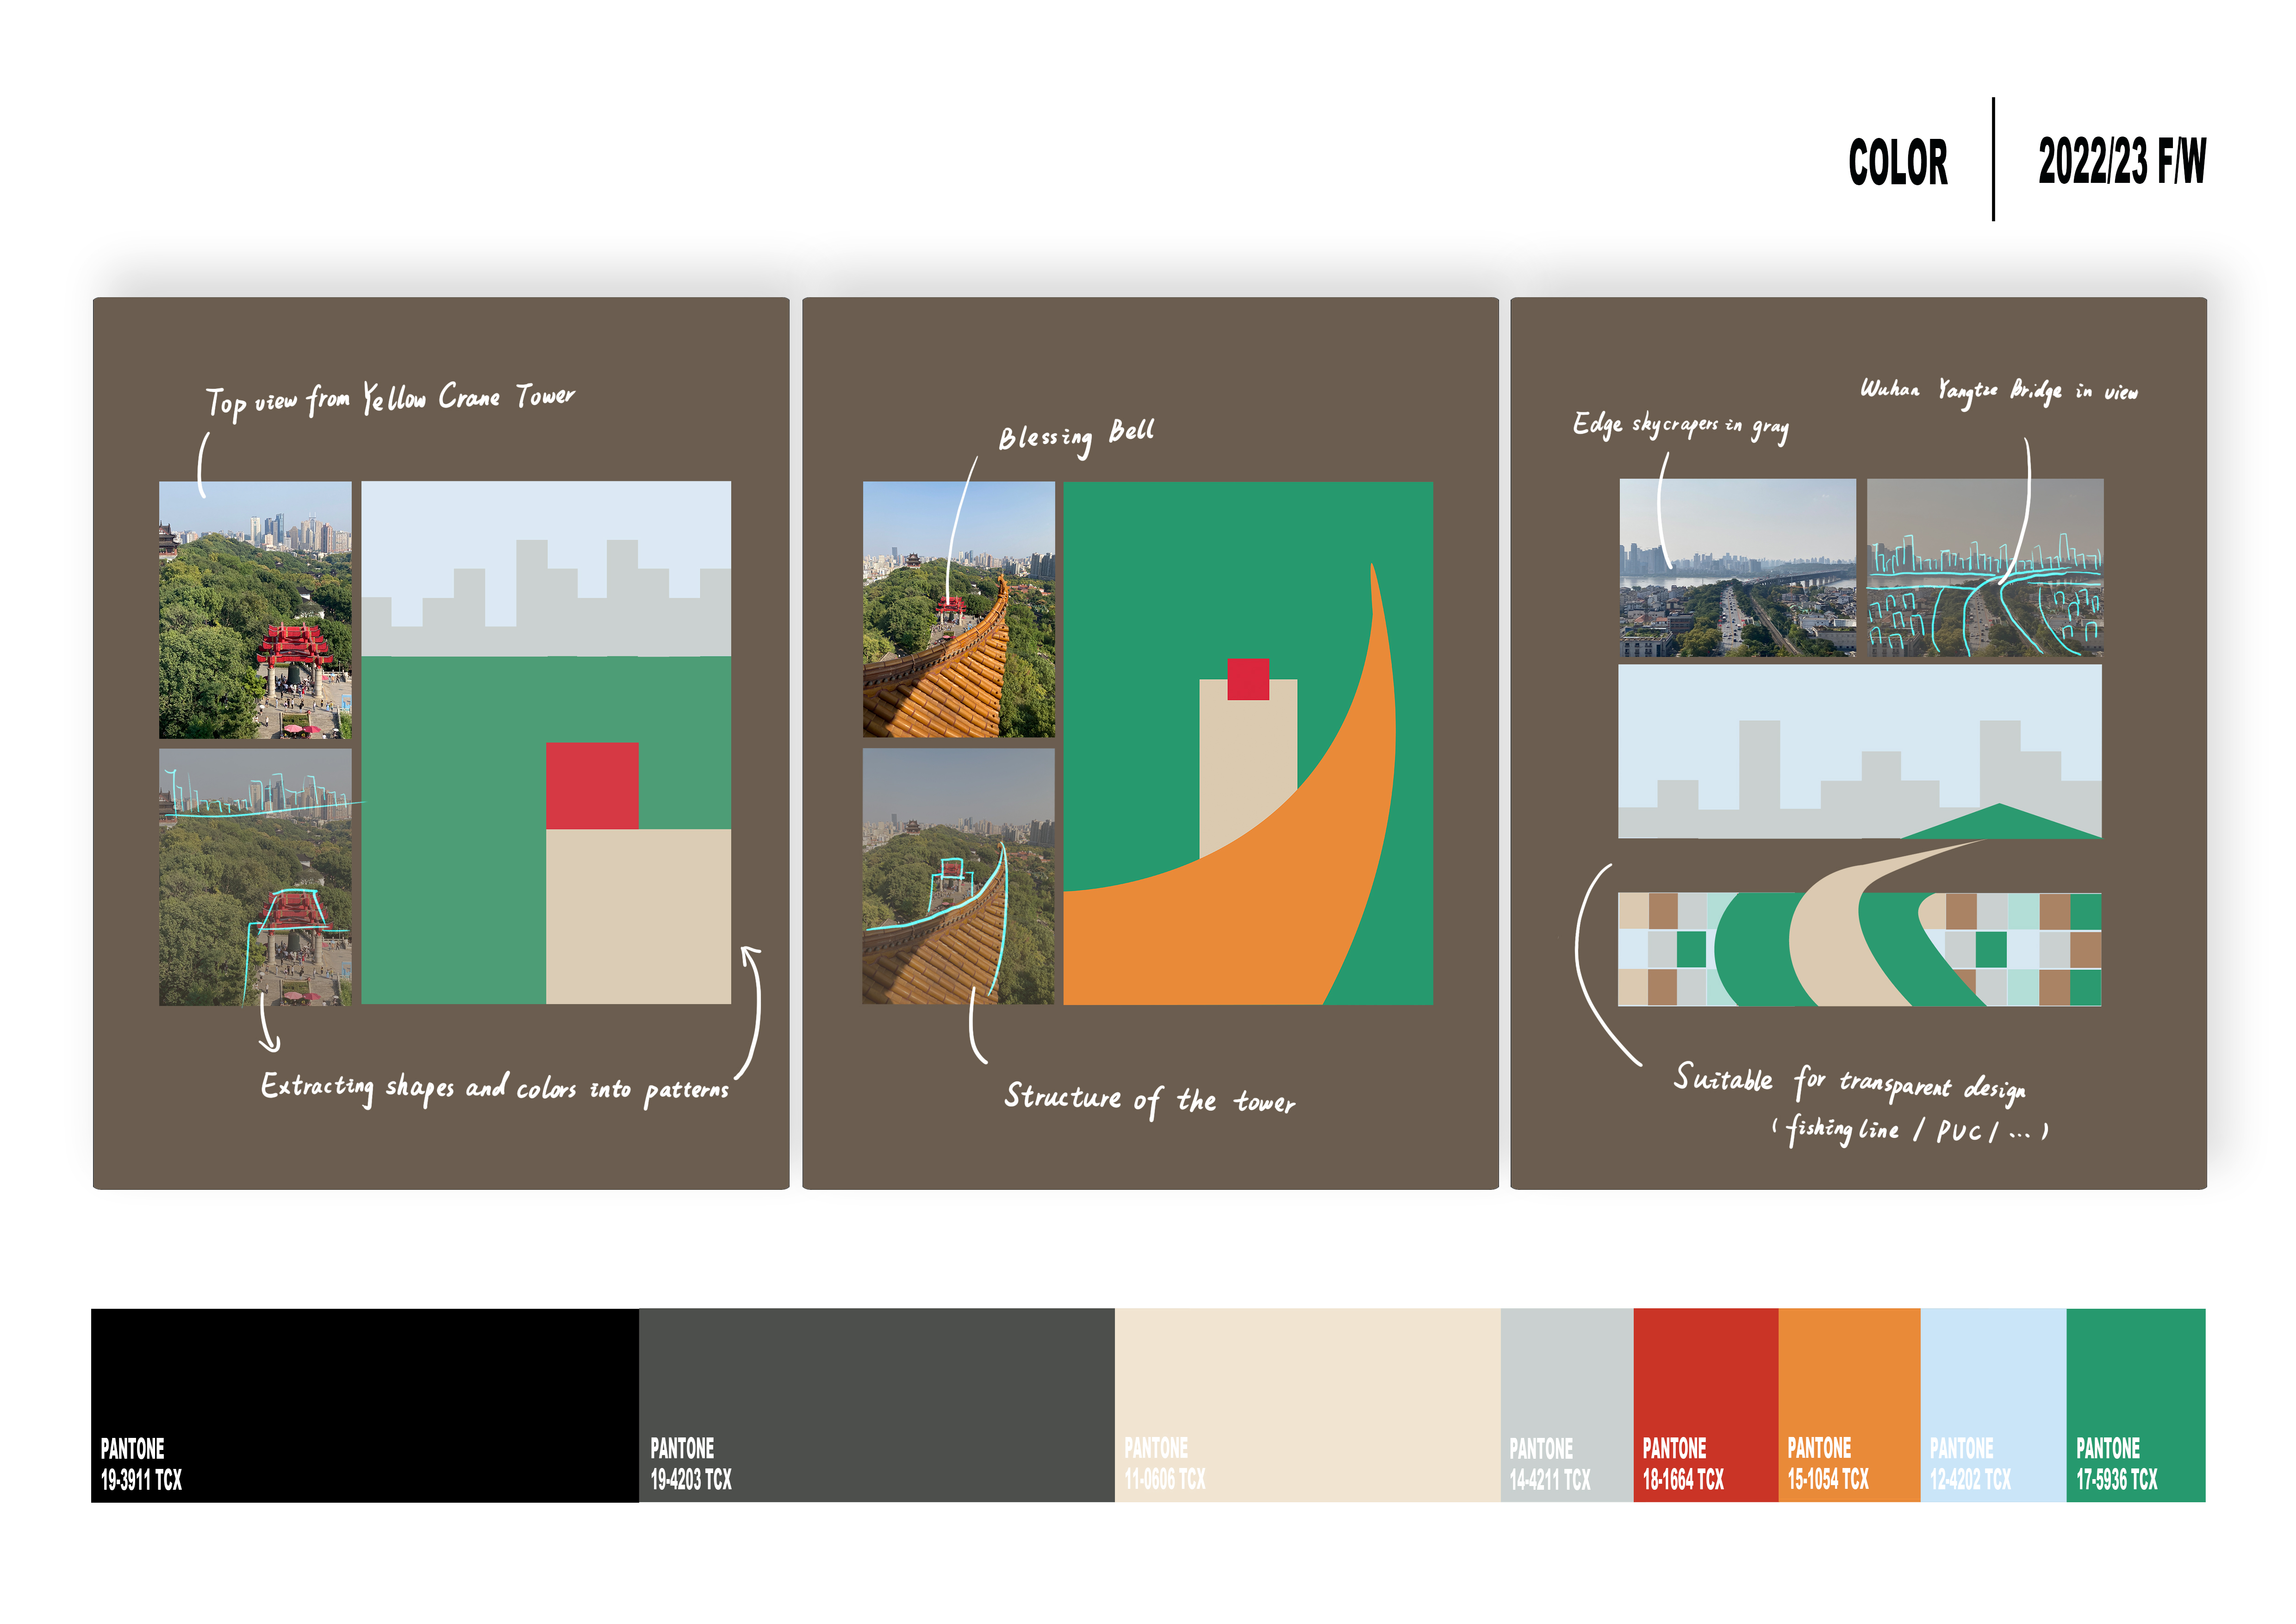 COLOR
2022/23 F/W
Top view from Yellow Crane Tower
Extracting shapes and colors into patterns
Blessing Bell
Structure of the tower
Edge skycrapers in gray
Wuhan Yangtze Bridge in view
Suitable for transparent design
(fishing line / PVC / ...)
PANTONE
19-3911 TCX
PANTONE
19-4203 TCX
PANTONE
11-0606 TCX
PANTONE
14-4211 TCX
PANTONE
18-1664 TCX
PANTONE
15-1054 TCX
PANTONE
12-4202 TCX
PANTONE
17-5936 TCX